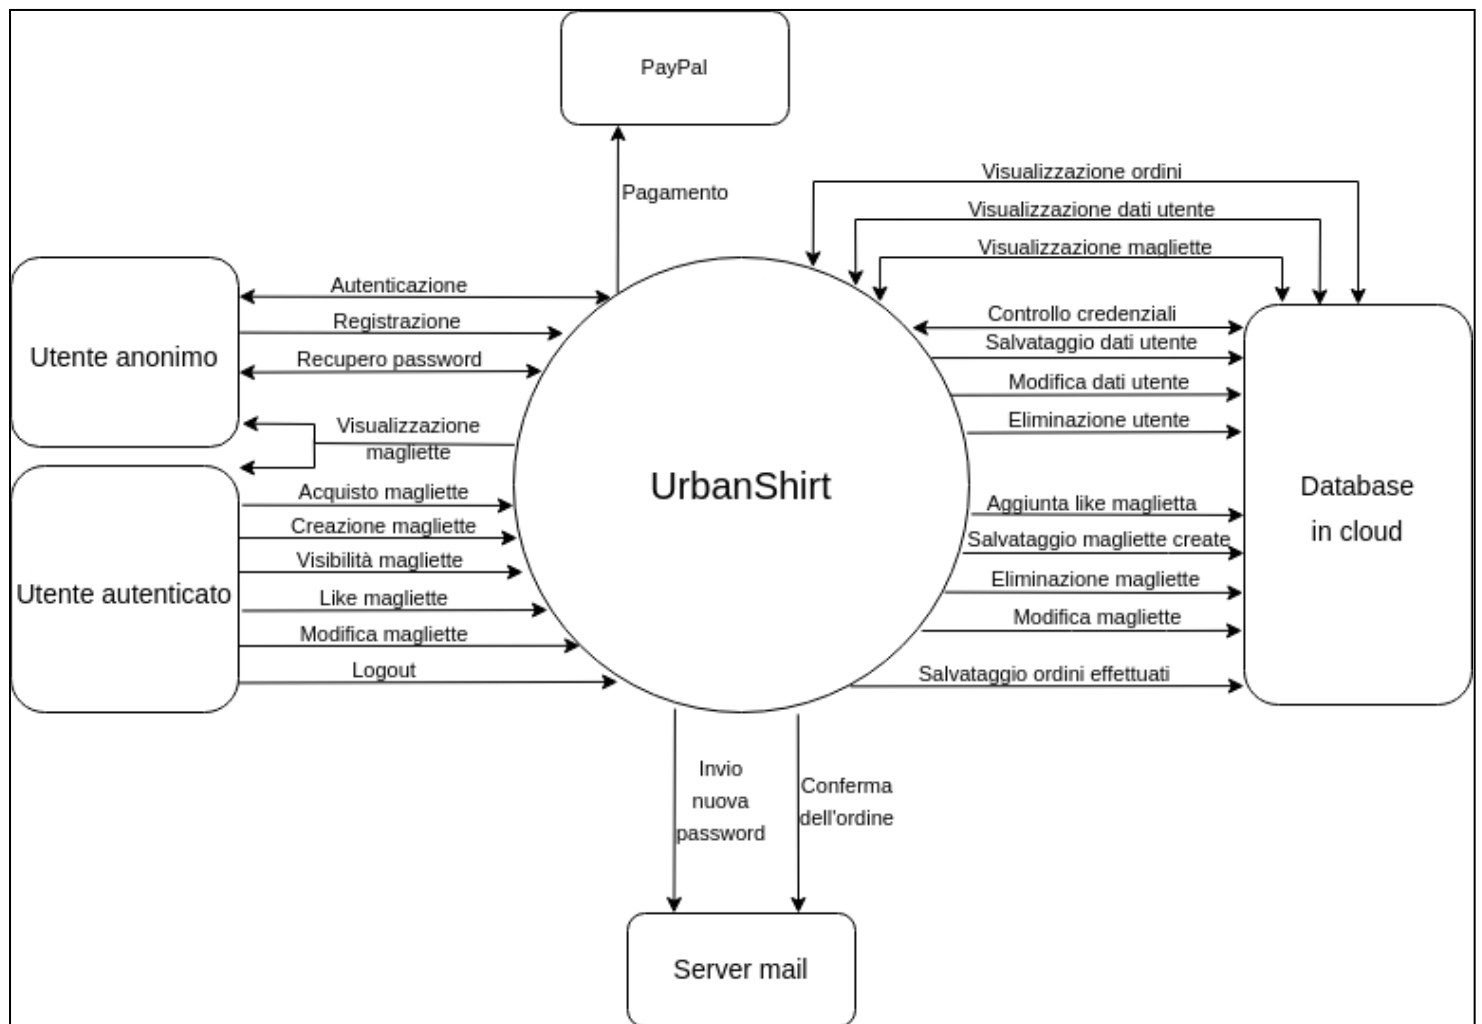 PayPal
Pagamento
Visualizzazione ordini
Visualizzazione dati utente
Visualizzazione magliette
Utente anonimo
Autenticazione
Registrazione
Recupero password
Visualizzazione
magliette
Utente autenticato
Acquisto magliette
Creazione magliette
Visibilità magliette
Like magliette
Modifica magliette
Logout
UrbanShirt
Controllo credenziali
Salvataggio dati utente
Modifica dati utente
Eliminazione utente
Aggiunta like maglietta
Salvataggio magliette create
Eliminazione magliette
Modifica magliette
Salvataggio ordini effettuati
Database
in cloud
Invio
nuova
password
Conferma
dell'ordine
Server mail